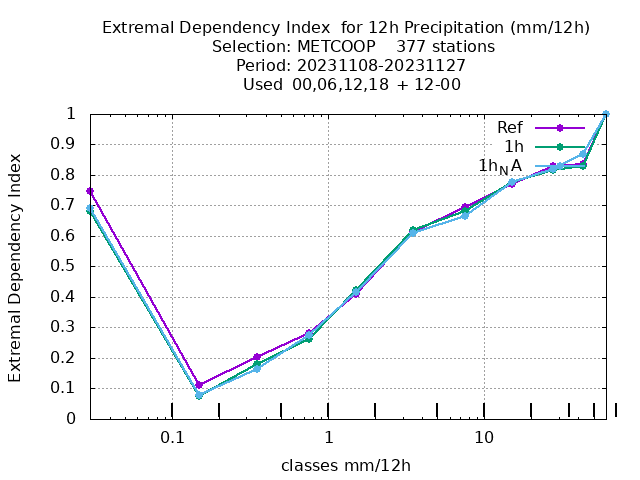 Extremal Dependency Index  for 12h Precipitation (mm/12h)
Selection: METCOOP    377 stations
Period: 20231108-20231127
Used  00,06,12,18  + 12-00
Extremal Dependency Index
1
0.9
0.8
0.7
0.6
0.5
0.4
0.3
0.2
0.1
0
Ref
1h
1h_NA
0.1
1
10
classes mm/12h